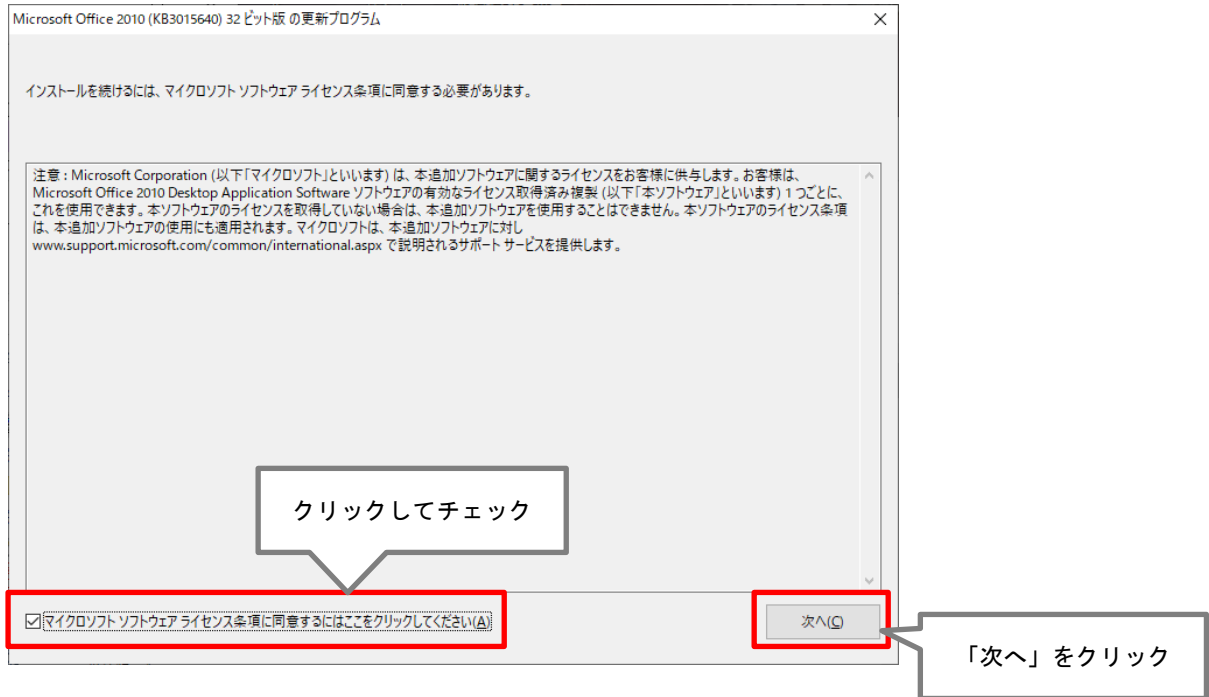 Microsoft Office 2010 (KB3015640) 32 ビット版 の更新プログラム
インストールを続けるには、マイクロソフト ソフトウェア ライセンス条項に同意する必要があります。
注意 : Microsoft Corporation (以下「マイクロソフト」といいます) は、本追加ソフトウェアに関するライセンスをお客様に供与します。お客様は、
Microsoft Office 2010 Desktop Application Software ソフトウェアの有効なライセンス取得済み複製 (以下「本ソフトウェア」といいます) 1 つごとに、
これを使用できます。本ソフトウェアのライセンスを取得していない場合は、本追加ソフトウェアを使用することはできません。本ソフトウェアのライセンス条項
は、本追加ソフトウェアの使用にも適用されます。マイクロソフトは、本追加ソフトウェアに対し
www.support.microsoft.com/common/international.aspx で説明されるサポート サービスを提供します。
クリックしてチェック
マイクロソフト ソフトウェア ライセンス条項に同意するにはここをクリックしてください(A)
次へ(C)
「次へ」をクリック